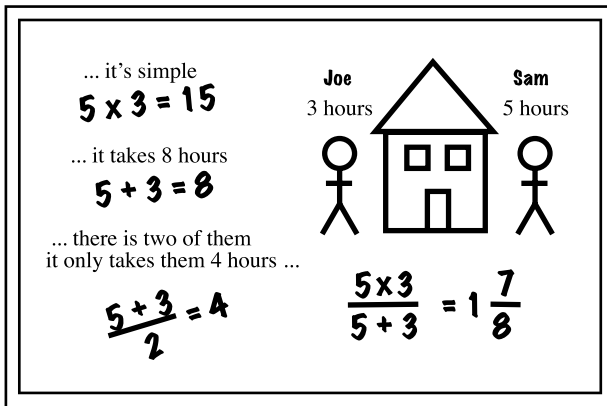 ... it's simple
5 x 3 = 15
... it takes 8 hours
5 + 3 = 8
... there is two of them
it only takes them 4 hours ...
5 + 3
2
= 4
Joe
3 hours
Sam
5 hours
5 x 3
5 + 3
= 1 7/8